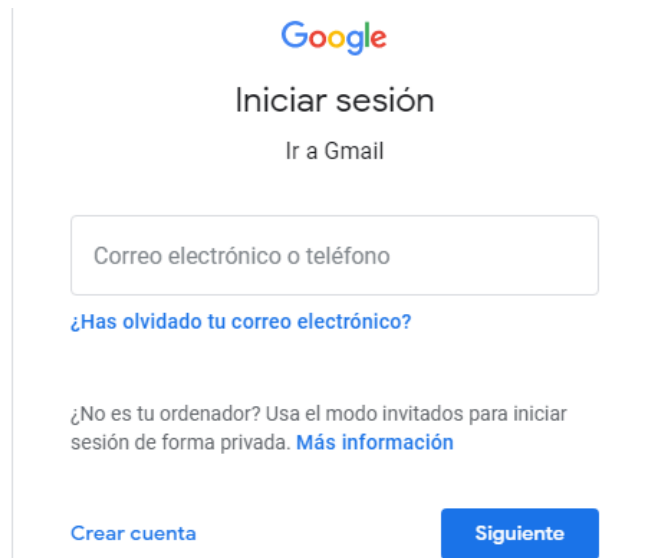 Google
Iniciar sesión
Ir a Gmail
Correo electrónico o teléfono
¿Has olvidado tu correo electrónico?
¿No es tu ordenador? Usa el modo invitados para iniciar
sesión de forma privada. Más información
Crear cuenta
Siguiente